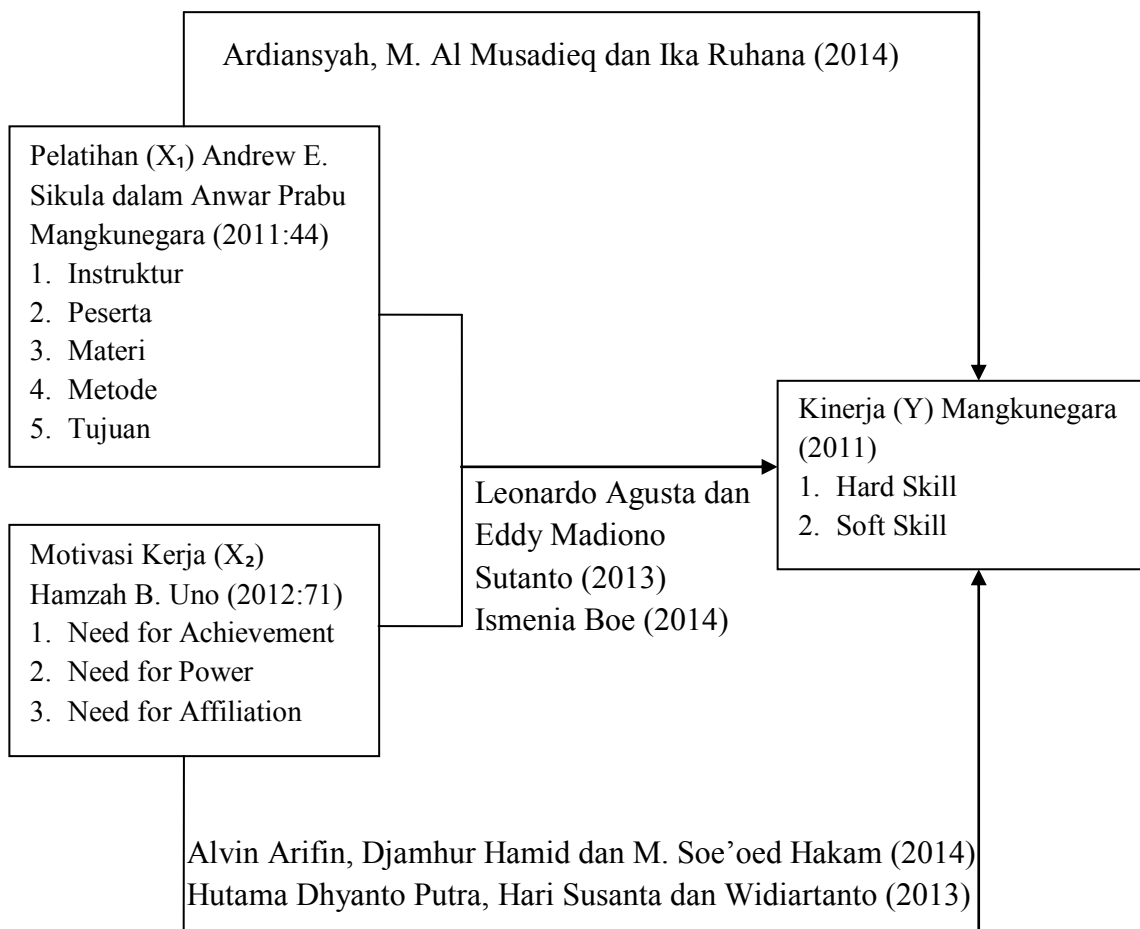 Ardiansyah, M. Al Musadieq dan Ika Ruhana (2014)
Pelatihan (X₁) Andrew E.
Sikula dalam Anwar Prabu
Mangkunegara (2011:44)
1. Instruktur
2. Peserta
3. Materi
4. Metode
5. Tujuan
Kinerja (Y) Mangkunegara
(2011)
1. Hard Skill
2. Soft Skill
Leonardo Agusta dan
Eddy Madiono
Sutanto (2013)
Ismenia Boe (2014)
Motivasi Kerja (X₂)
Hamzah B. Uno (2012:71)
1. Need for Achievement
2. Need for Power
3. Need for Affiliation
Alvin Arifin, Djamhur Hamid dan M. Soe’oed Hakam (2014)
Hutama Dhyanto Putra, Hari Susanta dan Widiartanto (2013)